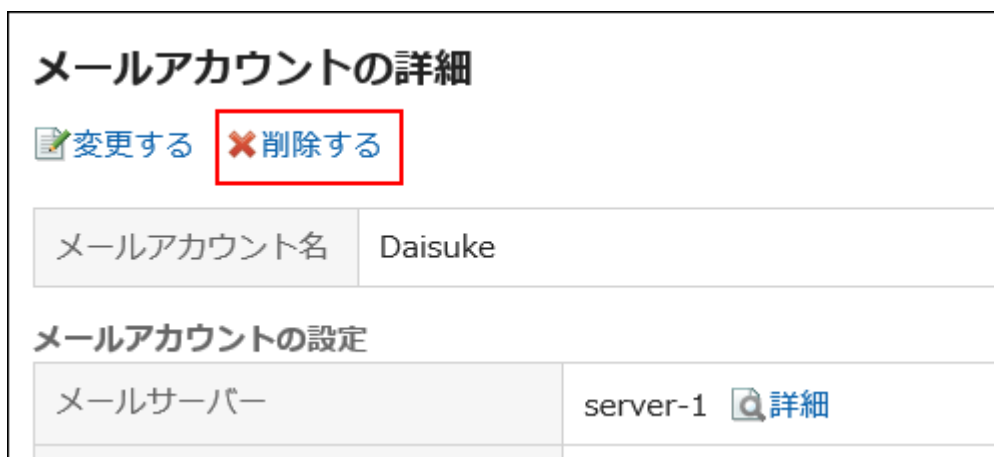 メールアカウントの詳細
変更する 削除する
メールアカウント名 Daisuke
メールアカウントの設定
メールサーバー server-1 詳細